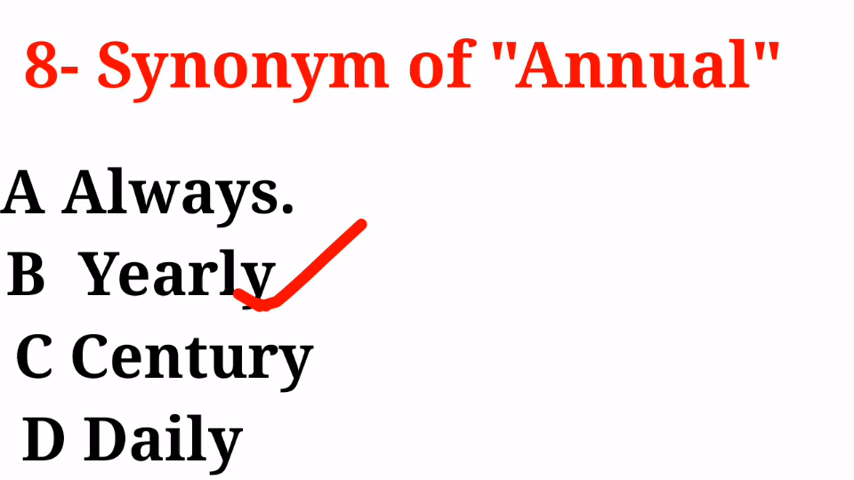 8- Synonym of "Annual"
A Always.
B Yearly
C Century
D Daily